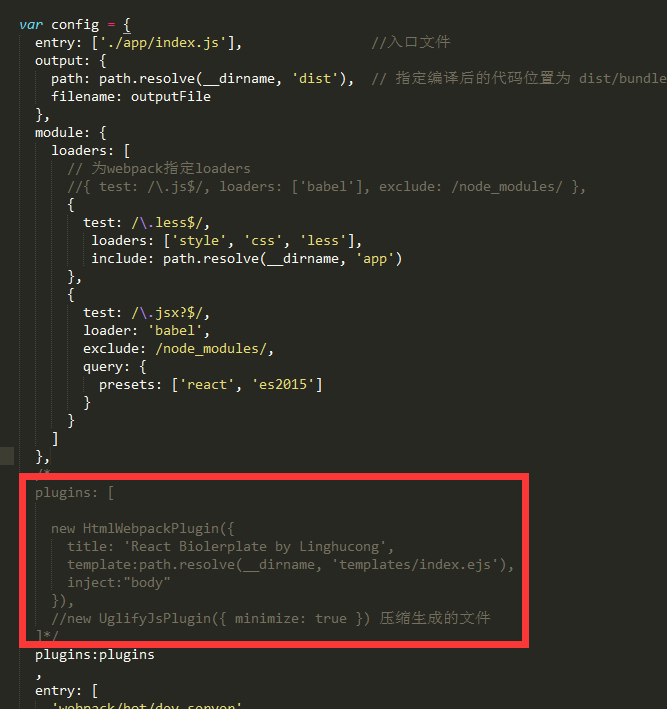 var config = {
entry: ['./app/index.js'], //入口文件
output: {
path: path.resolve(__dirname, 'dist'), // 指定编译后的代码位置为 dist/bundle
filename: outputFile
},
module: {
loaders: [
// 为webpack指定loaders
//{ test: /\.js$/, loaders: ['babel'], exclude: /node_modules/ },
{
test: /\.less$/,
loaders: ['style', 'css', 'less'],
include: path.resolve(__dirname, 'app')
},
{
test: /\.jsx?$/,
loader: 'babel',
exclude: /node_modules/,
query: {
presets: ['react', 'es2015']
}
}
]
},
/*
plugins: [
new HtmlWebpackPlugin({
title: 'React Biolerplate by Linghucong',
template:path.resolve(__dirname, 'templates/index.ejs'),
inject:"body"
}),
//new UglifyJsPlugin({ minimize: true }) 压缩生成的文件
]*/
plugins:plugins
,
entry: [
'webpack/hot/dev-server',